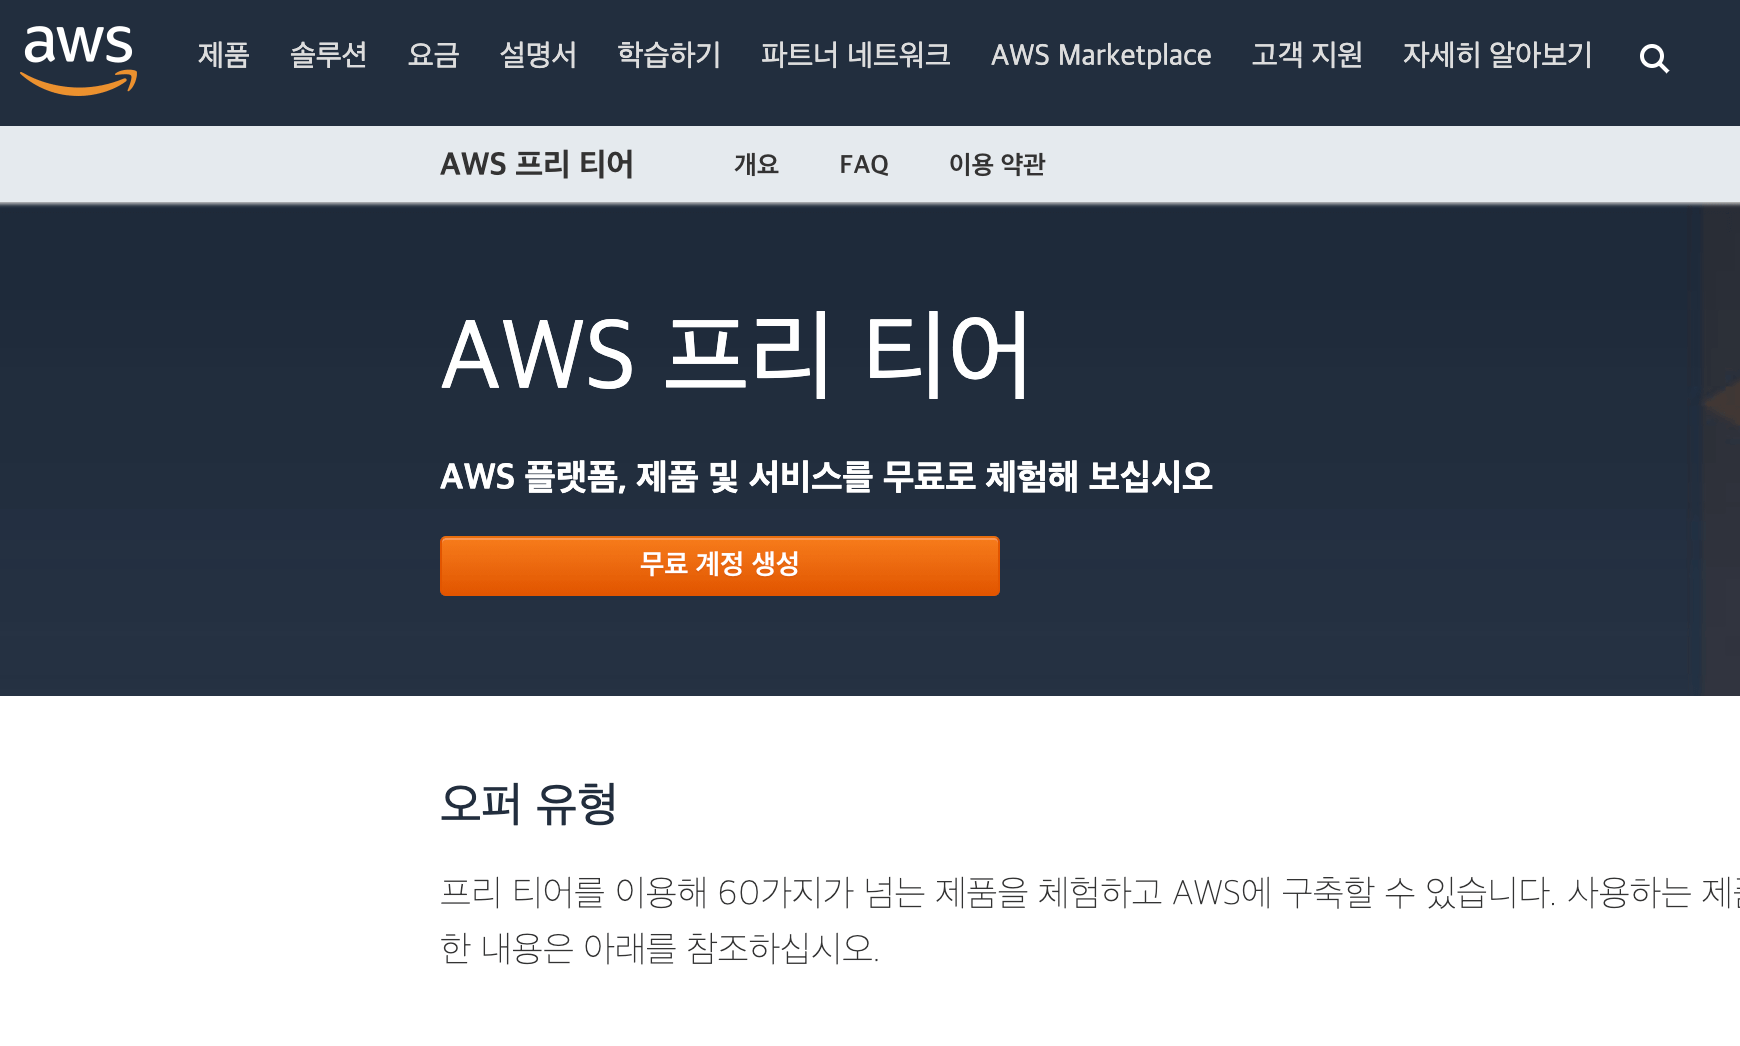 aws
제품 솔루션 요금 설명서 학습하기 파트너 네트워크 AWS Marketplace 고객 지원 자세히 알아보기
AWS 프리 티어 개요 FAQ 이용 약관
AWS 프리 티어
AWS 플랫폼, 제품 및 서비스를 무료로 체험해 보십시오
무료 계정 생성
오퍼 유형
프리 티어를 이용해 60가지가 넘는 제품을 체험하고 AWS에 구축할 수 있습니다. 사용하는 제
한 내용은 아래를 참조하십시오.